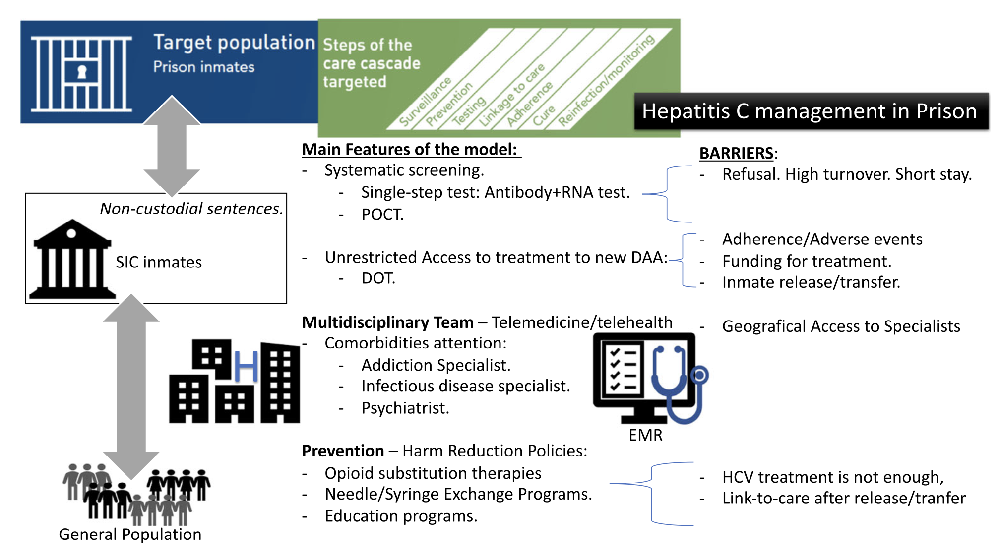 Target population
Prison inmates
Steps of the
care cascade
targeted
Surveillance
Prevention
Testing
Linkage to care
Adherence
Cure
Reinfection/monitoring
Hepatitis C management in Prison
Non-custodial sentences.
SIC inmates
General Population
Main Features of the model:
- Systematic screening.
- Single-step test: Antibody+RNA test.
- POCT.
- Unrestricted Access to treatment to new DAA:
- DOT.
Multidisciplinary Team – Telemedicine/telehealth
- Comorbidities attention:
- Addiction Specialist.
- Infectious disease specialist.
- Psychiatrist.
H
EMR
Prevention – Harm Reduction Policies:
- Opioid substitution therapies
- Needle/Syringe Exchange Programs.
- Education programs.
BARRIERS:
- Refusal. High turnover. Short stay.
- Adherence/Adverse events
- Funding for treatment.
- Inmate release/transfer.
- Geografical Access to Specialists
- HCV treatment is not enough,
- Link-to-care after release/tranfer